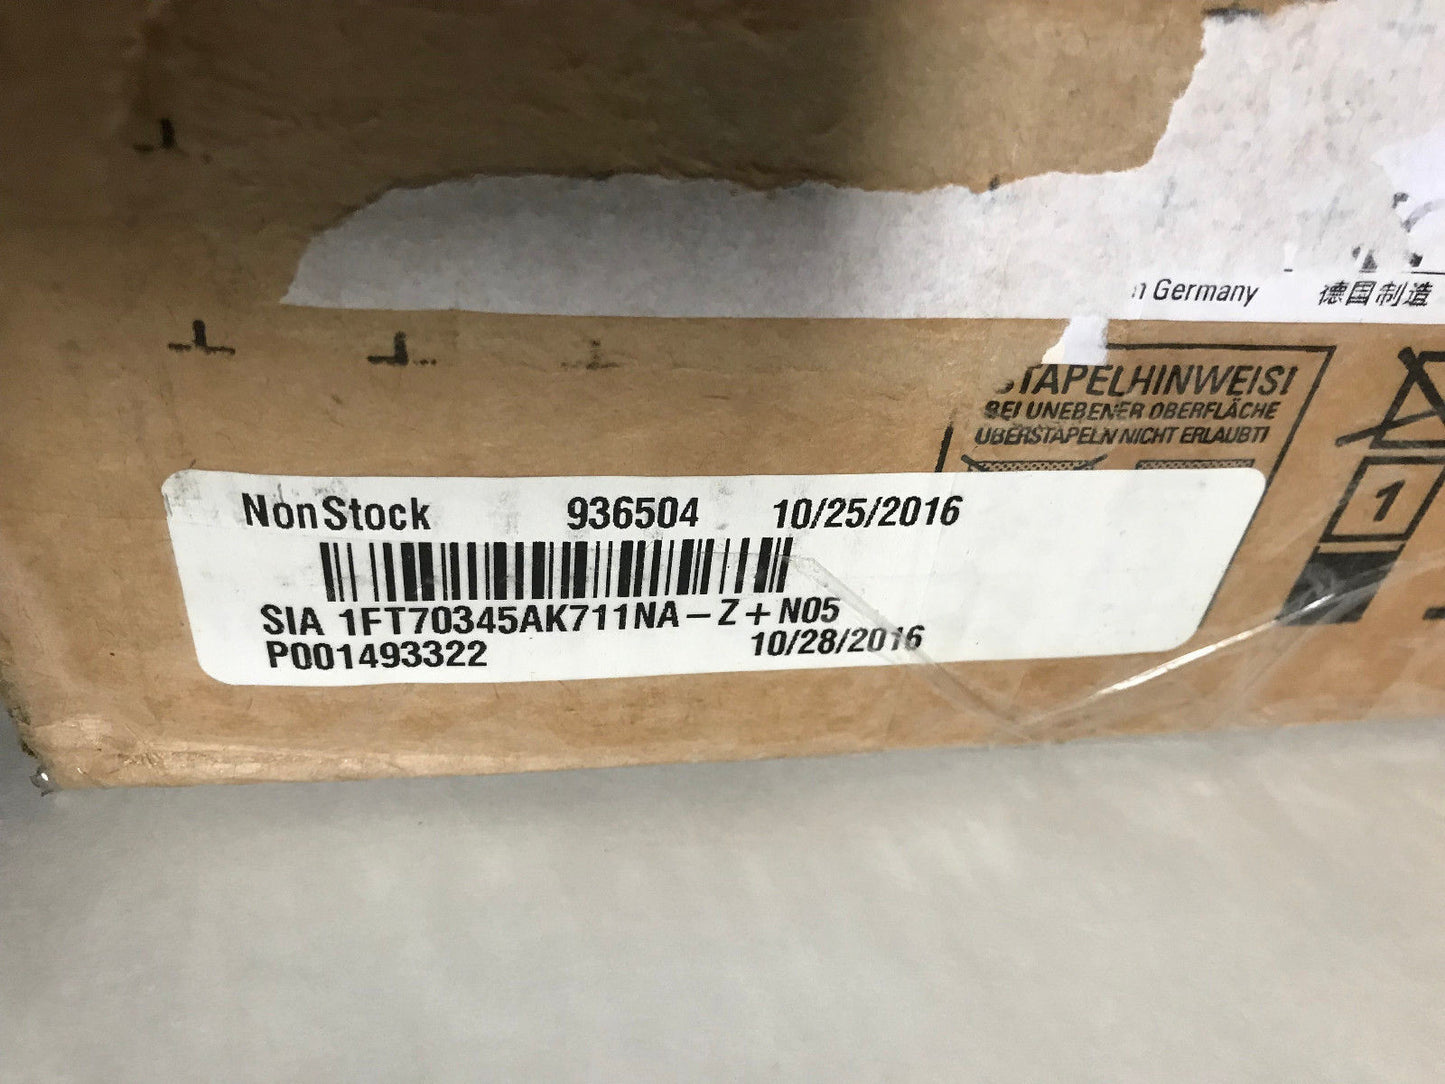 Germany 德国制造
STAPELHINWEIS!
BEI UNEBENER OBERFLÄCHE
ÜBERSTAPELN NICHT ERLAUBT!
1
NonStock 936504 10/25/2016
SIA 1FT70345AK711NA-Z+N05
P001493322 10/28/2016